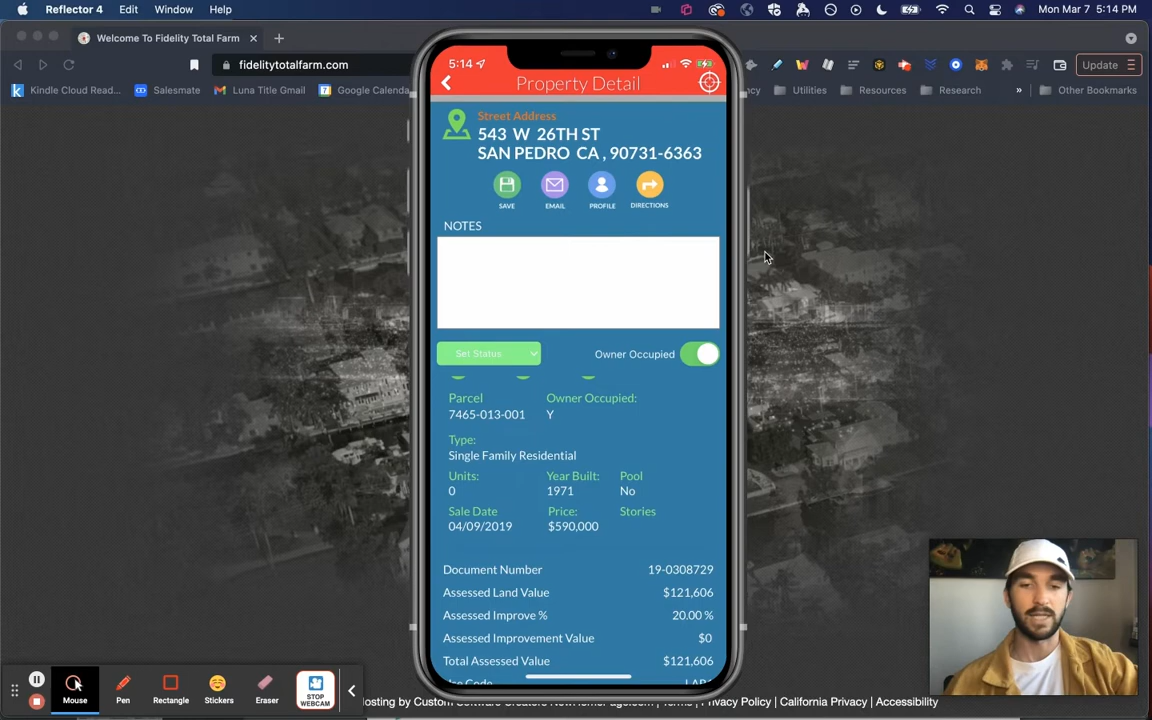 Reflector 4 Edit Window Help
Mon Mar 7 5:14 PM
Welcome To Fidelity Total Farm
fidelitytotalfarm.com
Update
Kindle Cloud Read... Salesmate Luna Title Gmail Google Calenda
cy Utilities Resources Research » Other Bookmarks
5:14
Property Detail
Street Address
543 W 26TH ST
SAN PEDRO CA , 90731-6363
SAVE EMAIL PROFILE DIRECTIONS
NOTES
Set Status Owner Occupied
Parcel Owner Occupied:
7465-013-001 Y
Type:
Single Family Residential
Units: Year Built: Pool
0 1971 No
Sale Date Price: Stories
04/09/2019 $590,000
Document Number 19-0308729
Assessed Land Value $121,606
Assessed Improve % 20.00 %
Assessed Improvement Value $0
Total Assessed Value $121,606
Mouse Pen Rectangle Stickers Eraser STOP WEBCAM
Privacy Policy | California Privacy | Accessibility